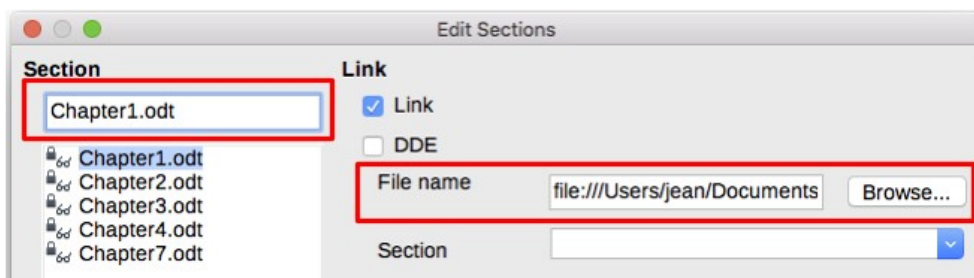 Edit Sections
Section
Chapter1.odt
Chapter1.odt
Chapter2.odt
Chapter3.odt
Chapter4.odt
Chapter7.odt
Link
Link
DDE
File name file:///Users/jean/Documents Browse...
Section